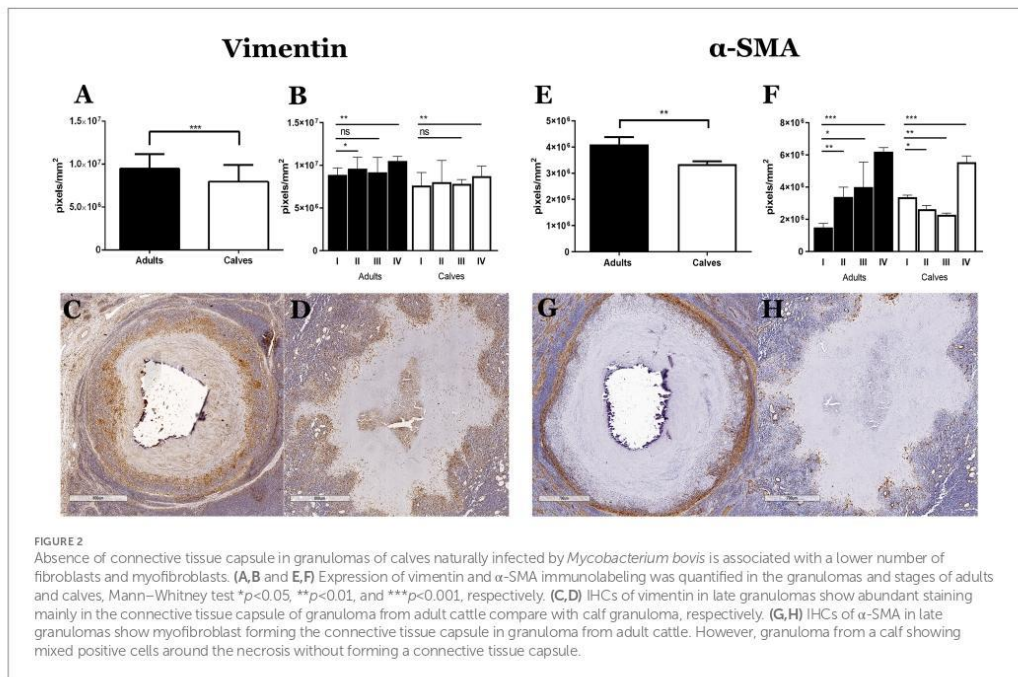 Vimentin
α-SMA
A
1.5×10⁷
1.0×10⁷
5.0×10⁶
0
pixels/mm²
***
Adults
Calves
B
1.5×10⁷
1×10⁷
5×10⁶
0
pixels/mm²
**
ns
*
**
ns
I II III IV I II III IV
Adults Calves
E
5×10⁶
4×10⁶
3×10⁶
2×10⁶
1×10⁶
0
pixels/mm²
**
Adults
Calves
F
8×10⁶
6×10⁶
4×10⁶
2×10⁶
0
pixels/mm²
***
*
**
***
**
*
I II III IV I II III IV
Adults Calves
C
D
G
H
FIGURE 2
Absence of connective tissue capsule in granulomas of calves naturally infected by Mycobacterium bovis is associated with a lower number of
fibroblasts and myofibroblasts. (A,B and E,F) Expression of vimentin and α-SMA immunolabeling was quantified in the granulomas and stages of adults
and calves, Mann–Whitney test *p<0.05, **p<0.01, and ***p<0.001, respectively. (C,D) IHCs of vimentin in late granulomas show abundant staining
mainly in the connective tissue capsule of granuloma from adult cattle compare with calf granuloma, respectively. (G,H) IHCs of α-SMA in late
granulomas show myofibroblast forming the connective tissue capsule in granuloma from adult cattle. However, granuloma from a calf showing
mixed positive cells around the necrosis without forming a connective tissue capsule.